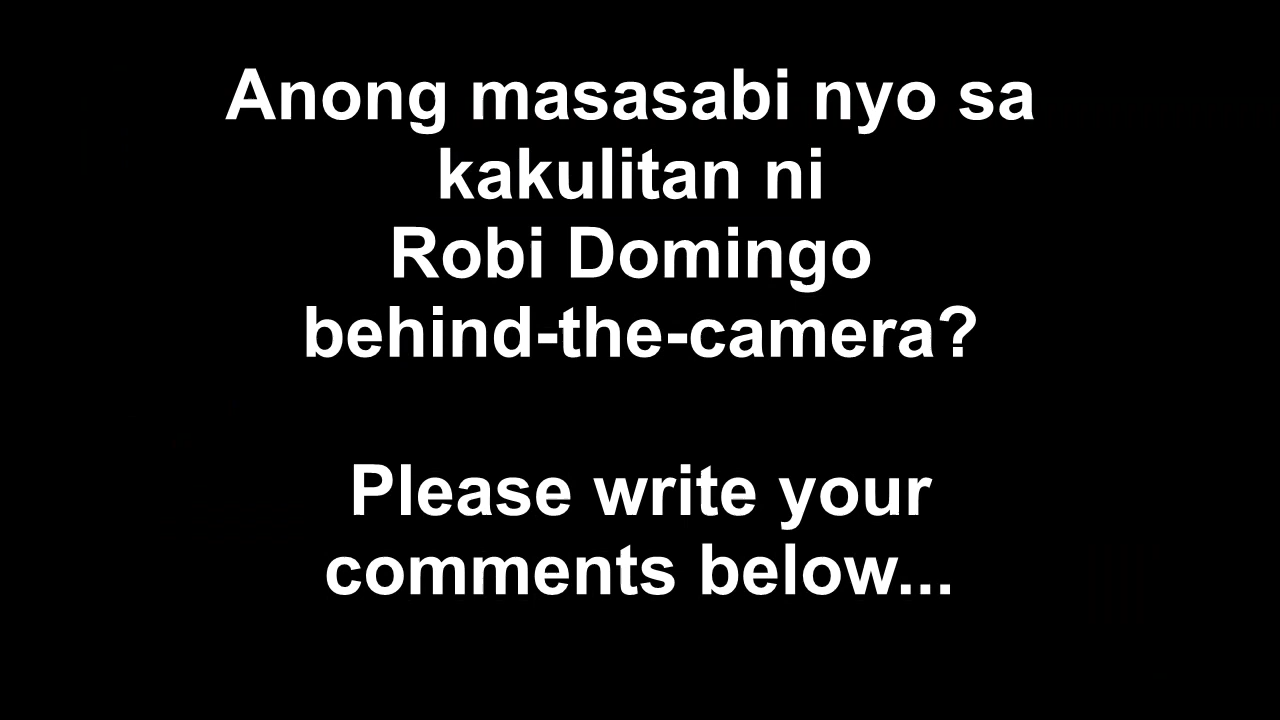 Anong masasabi nyo sa
kakulitan ni
Robi Domingo
behind-the-camera?
Please write your
comments below...